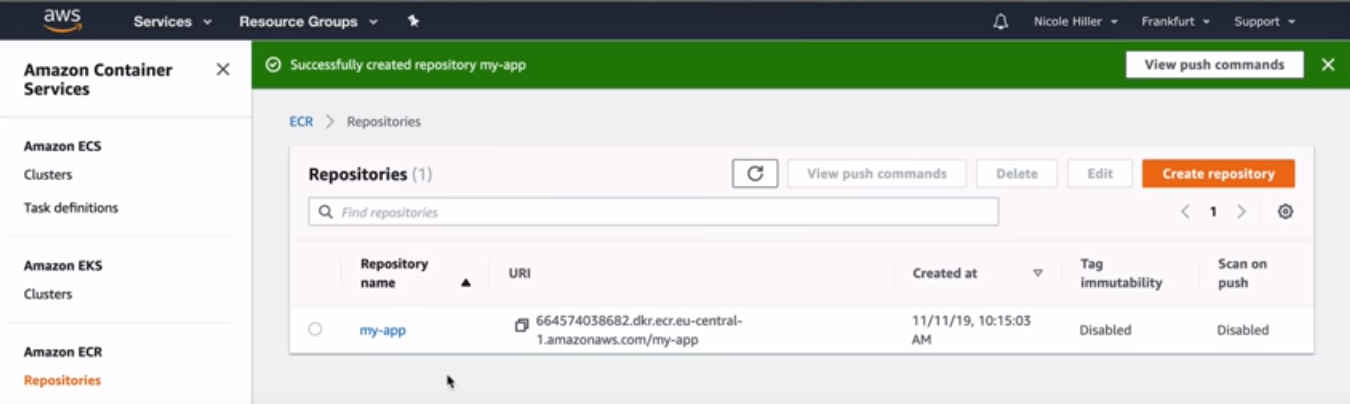 aws Services Resource Groups Nicole Hiller Frankfurt Support
Amazon Container
Services
Successfully created repository my-app View push commands
ECR > Repositories
Amazon ECS
Clusters
Task definitions
Amazon EKS
Clusters
Amazon ECR
Repositories
Repositories (1) View push commands Delete Edit Create repository
Find repositories 1
Repository
name
URI
Created at
Tag
immutability
Scan on
push
my-app
664574038682.dkr.ecr.eu-central-
1.amazonaws.com/my-app
11/11/19, 10:15:03
AM
Disabled
Disabled